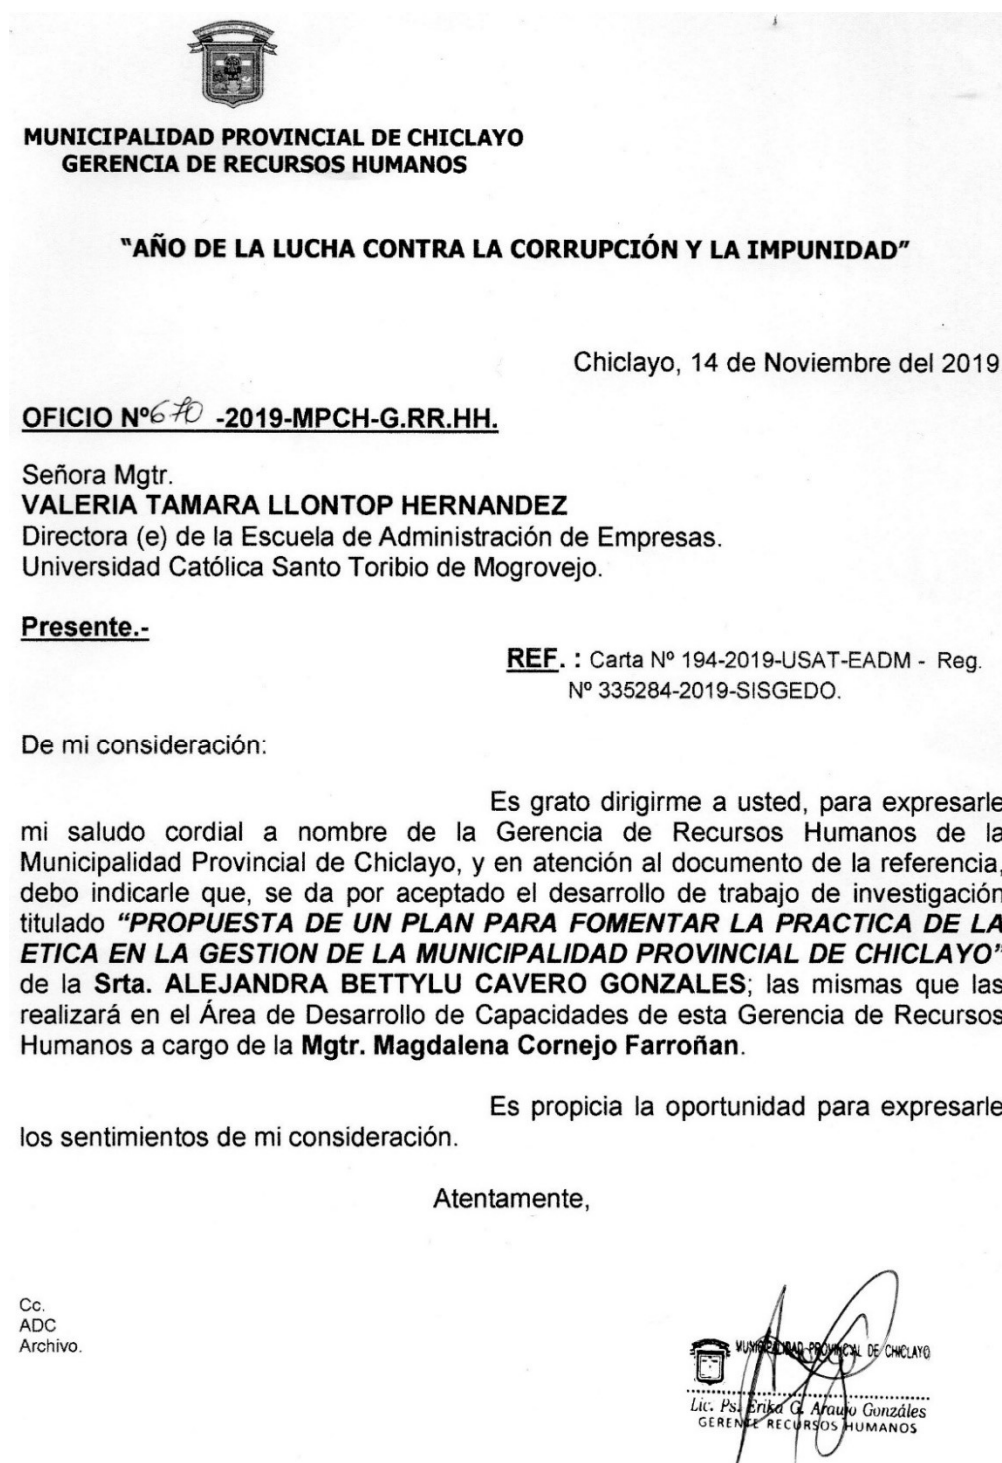 MUNICIPALIDAD PROVINCIAL DE CHICLAYO
GERENCIA DE RECURSOS HUMANOS
"AÑO DE LA LUCHA CONTRA LA CORRUPCIÓN Y LA IMPUNIDAD"
Chiclayo, 14 de Noviembre del 2019
OFICIO Nº670 -2019-MPCH-G.RR.HH.
Señora Mgtr.
VALERIA TAMARA LLONTOP HERNANDEZ
Directora (e) de la Escuela de Administración de Empresas.
Universidad Católica Santo Toribio de Mogrovejo.
Presente.-
REF. : Carta Nº 194-2019-USAT-EADM - Reg.
Nº 335284-2019-SISGEDO.
De mi consideración:
Es grato dirigirme a usted, para expresarle
mi saludo cordial a nombre de la Gerencia de Recursos Humanos de la
Municipalidad Provincial de Chiclayo, y en atención al documento de la referencia,
debo indicarle que, se da por aceptado el desarrollo de trabajo de investigación
titulado "PROPUESTA DE UN PLAN PARA FOMENTAR LA PRACTICA DE LA
ETICA EN LA GESTION DE LA MUNICIPALIDAD PROVINCIAL DE CHICLAYO"
de la Srta. ALEJANDRA BETTYLU CAVERO GONZALES; las mismas que las
realizará en el Área de Desarrollo de Capacidades de esta Gerencia de Recursos
Humanos a cargo de la Mgtr. Magdalena Cornejo Farroñan.
Es propicia la oportunidad para expresarle
los sentimientos de mi consideración.
Atentamente,
Cc.
ADC
Archivo.
MUNICIPALIDAD PROVINCIAL DE CHICLAYO
Lic. Ps. Erika G. Araujo Gonzáles
GERENTE RECURSOS HUMANOS